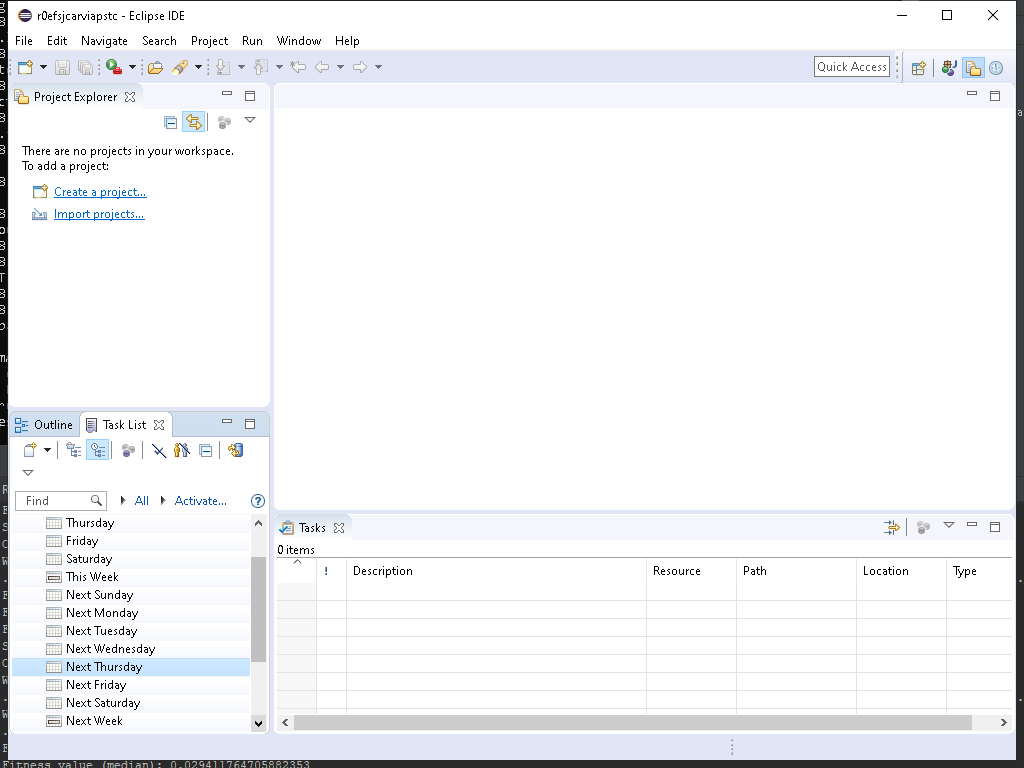 r0efsjcarviapstc - Eclipse IDE
File Edit Navigate Search Project Run Window Help
Quick Access
Project Explorer
There are no projects in your workspace.
To add a project:
Create a project...
Import projects...
Outline Task List
Find All Activate...
Thursday
Friday
Saturday
This Week
Next Sunday
Next Monday
Next Tuesday
Next Wednesday
Next Thursday
Next Friday
Next Saturday
Next Week
Tasks
0 items
! Description Resource Path Location Type
Fitness value (median): 0.029411764705882353